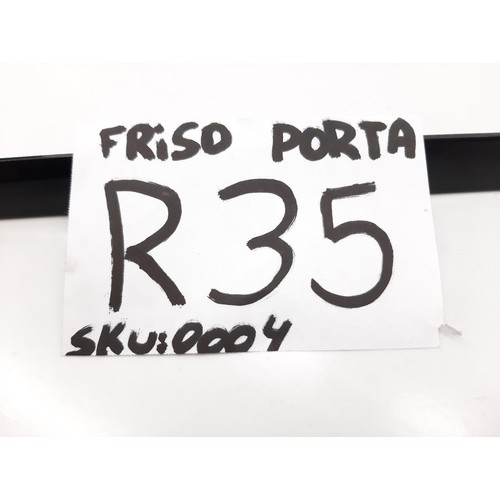 FRiSO PORTA
R35
SKU:0004